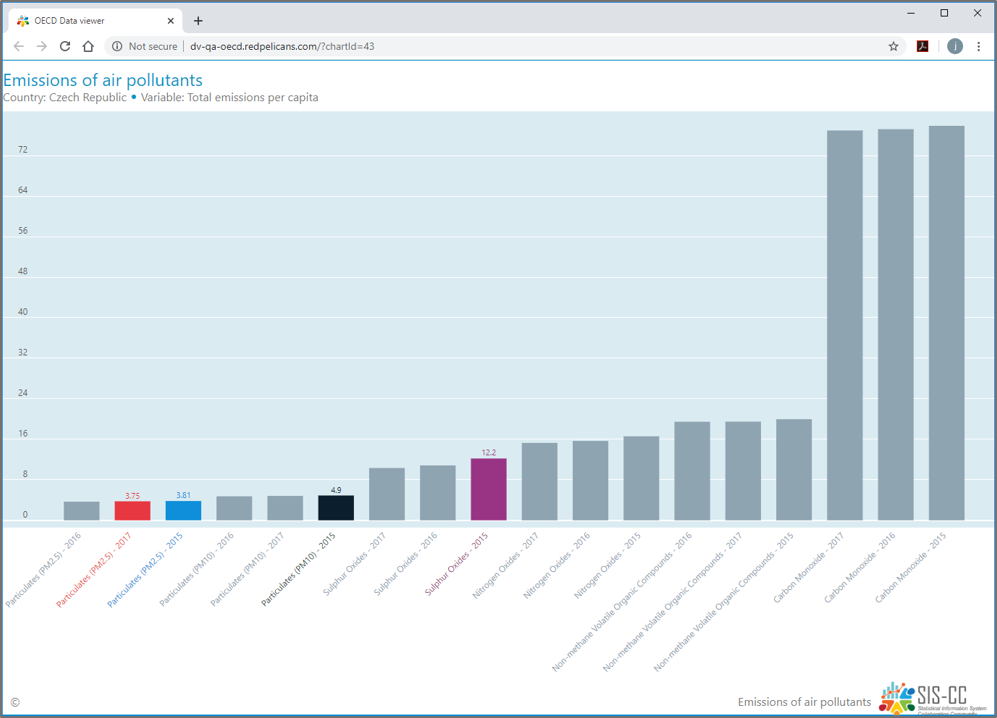 OECD Data viewer
Not secure | dv-qa-oecd.redpelicans.com/?chartId=43
j
Emissions of air pollutants
Country: Czech Republic • Variable: Total emissions per capita
72
64
56
48
40
32
24
16
8
0
3.75
3.81
4.9
12.2
Particulates (PM2.5) - 2016
Particulates (PM2.5) - 2017
Particulates (PM2.5) - 2015
Particulates (PM10) - 2016
Particulates (PM10) - 2017
Particulates (PM10) - 2015
Sulphur Oxides - 2017
Sulphur Oxides - 2016
Sulphur Oxides - 2015
Nitrogen Oxides - 2017
Nitrogen Oxides - 2016
Nitrogen Oxides - 2015
Non-methane Volatile Organic Compounds - 2016
Non-methane Volatile Organic Compounds - 2017
Non-methane Volatile Organic Compounds - 2015
Carbon Monoxide - 2017
Carbon Monoxide - 2016
Carbon Monoxide - 2015
©
Emissions of air pollutants
SIS-CC
Statistical Information System
Collaboration Community